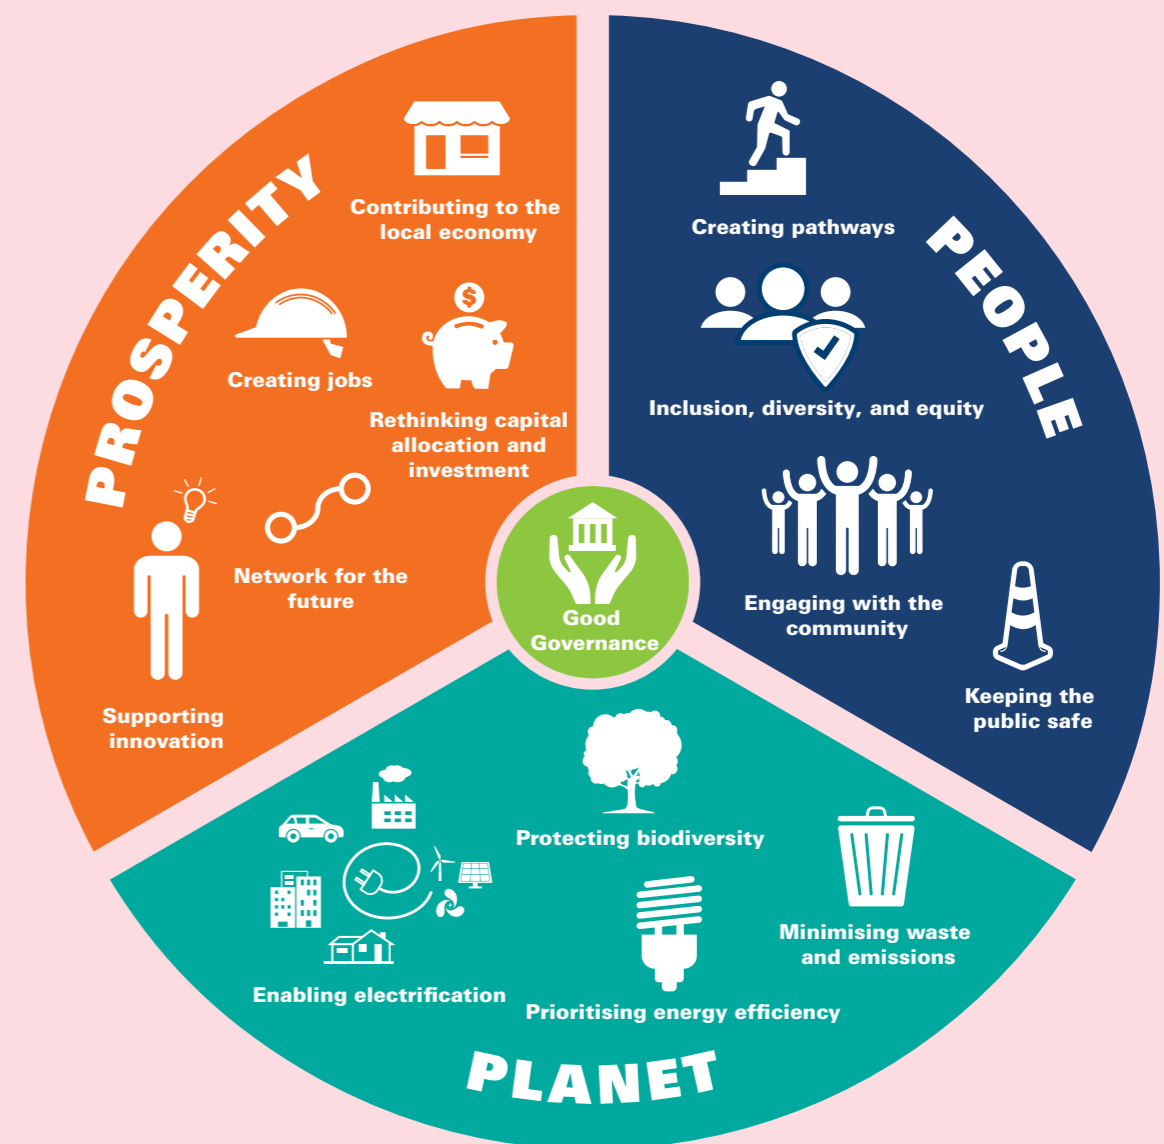 PROSPERITY
Contributing to the
local economy
Creating jobs
$
Rethinking capital
allocation and
investment
Network for the
future
Supporting
innovation
PEOPLE
Creating pathways
Inclusion, diversity, and equity
Engaging with the
community
Keeping the
public safe
Good
Governance
Protecting biodiversity
Minimising waste
and emissions
Enabling electrification
Prioritising energy efficiency
PLANET